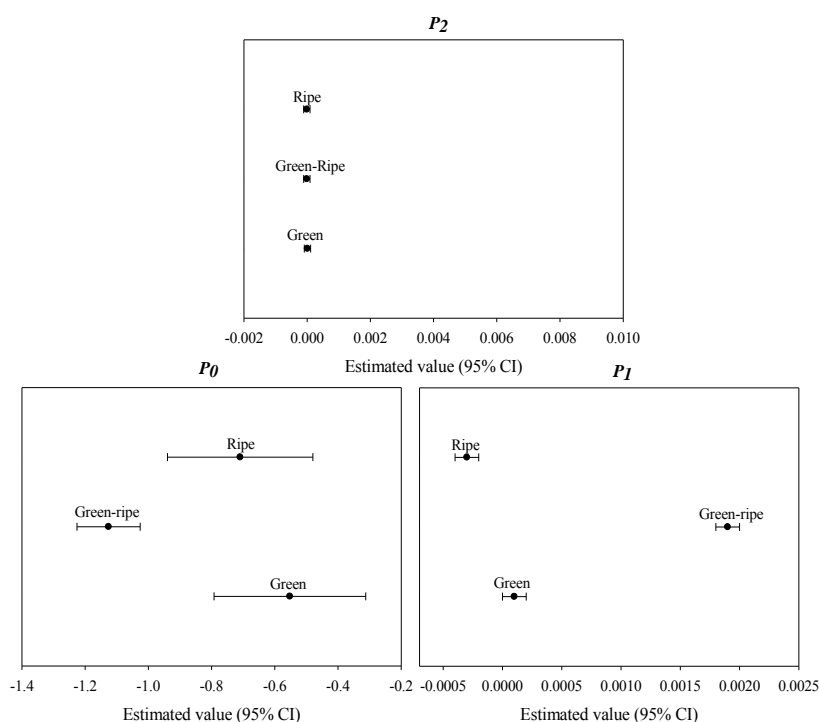 P2
Ripe
Green-Ripe
Green
-0.002 0.000 0.002 0.004 0.006 0.008 0.010
Estimated value (95% CI)
P0
Ripe
Green-ripe
Green
-1.4 -1.2 -1.0 -0.8 -0.6 -0.4 -0.2
Estimated value (95% CI)
P1
Ripe
Green-ripe
Green
-0.0005 0.0000 0.0005 0.0010 0.0015 0.0020 0.0025
Estimated value (95% CI)